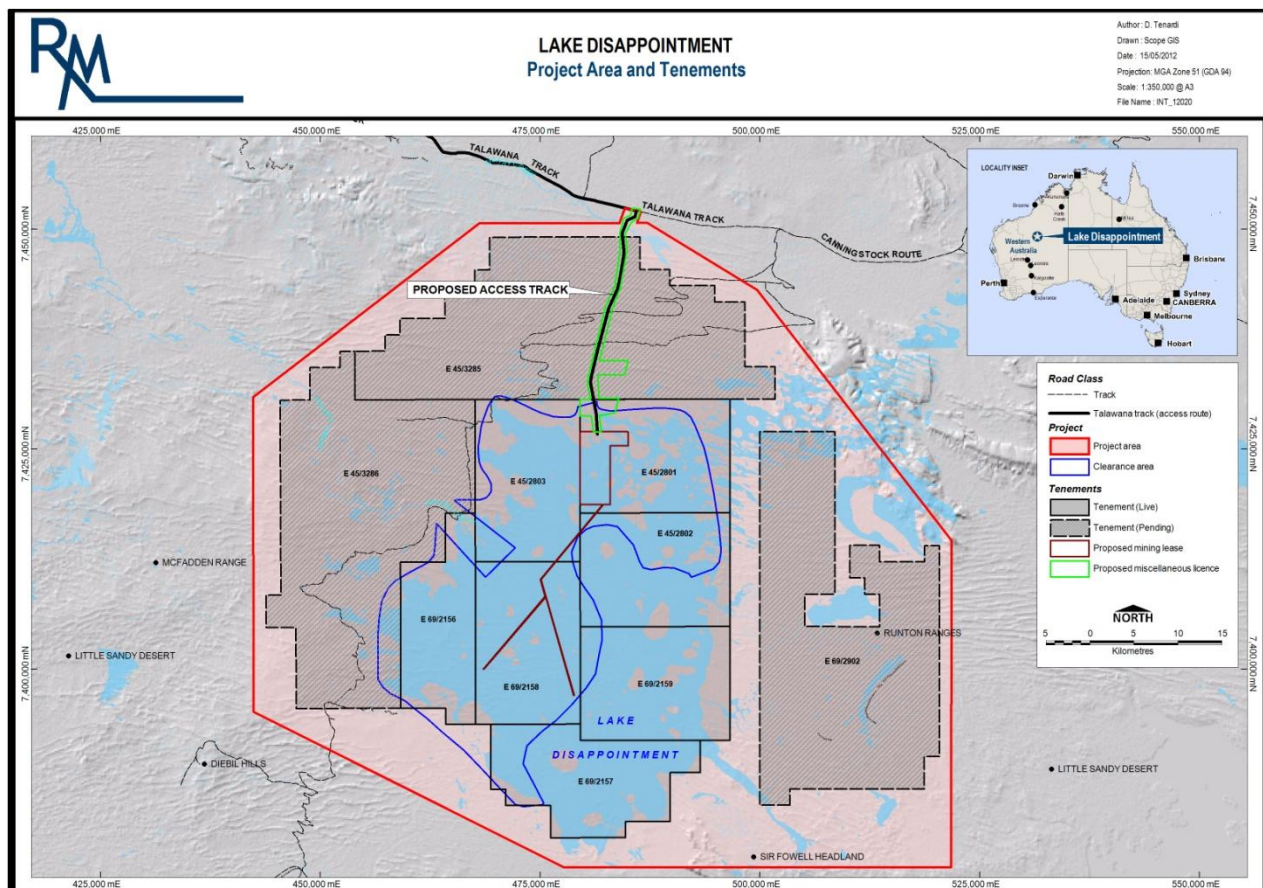 RM
LAKE DISAPPOINTMENT
Project Area and Tenements
Author : D. Tenardi
Drawn : Scope GIS
Date : 15/05/2012
Projection: MGA Zone 51 (GDA 94)
Scale: 1:350,000 @ A3
File Name : INT_12020
425,000 mE
450,000 mE
475,000 mE
500,000 mE
525,000 mE
550,000 mE
TALAWANA TRACK
TALAWANA TRACK
CANNING STOCK ROUTE
7,450,000 mN
7,450,000 mN
PROPOSED ACCESS TRACK
LOCALITY INSET
Darwin
Broome
Western
Australia
Lake Disappointment
Brisbane
Perth
Kalgoorlie
Esperance
Adelaide
Sydney
CANBERRA
Melbourne
Hobart
E 45/3285
7,425,000 mN
7,425,000 mN
E 45/3286
E 45/2803
E 45/2801
E 45/2802
MCFADDEN RANGE
E 69/2156
RUNTON RANGES
LITTLE SANDY DESERT
7,400,000 mN
7,400,000 mN
E 69/2158
E 69/2159
E 69/2802
LAKE
DISAPPOINTMENT
DIEBIL HILLS
E 69/2157
LITTLE SANDY DESERT
SIR FOWELL HEADLAND
Road Class
Track
Talawana track (access route)
Project
Project area
Clearance area
Tenements
Tenement (Live)
Tenement (Pending)
Proposed mining lease
Proposed miscellaneous licence
NORTH
5 0 5 10 15
Kilometres
425,000 mE
450,000 mE
475,000 mE
500,000 mE
525,000 mE
550,000 mE